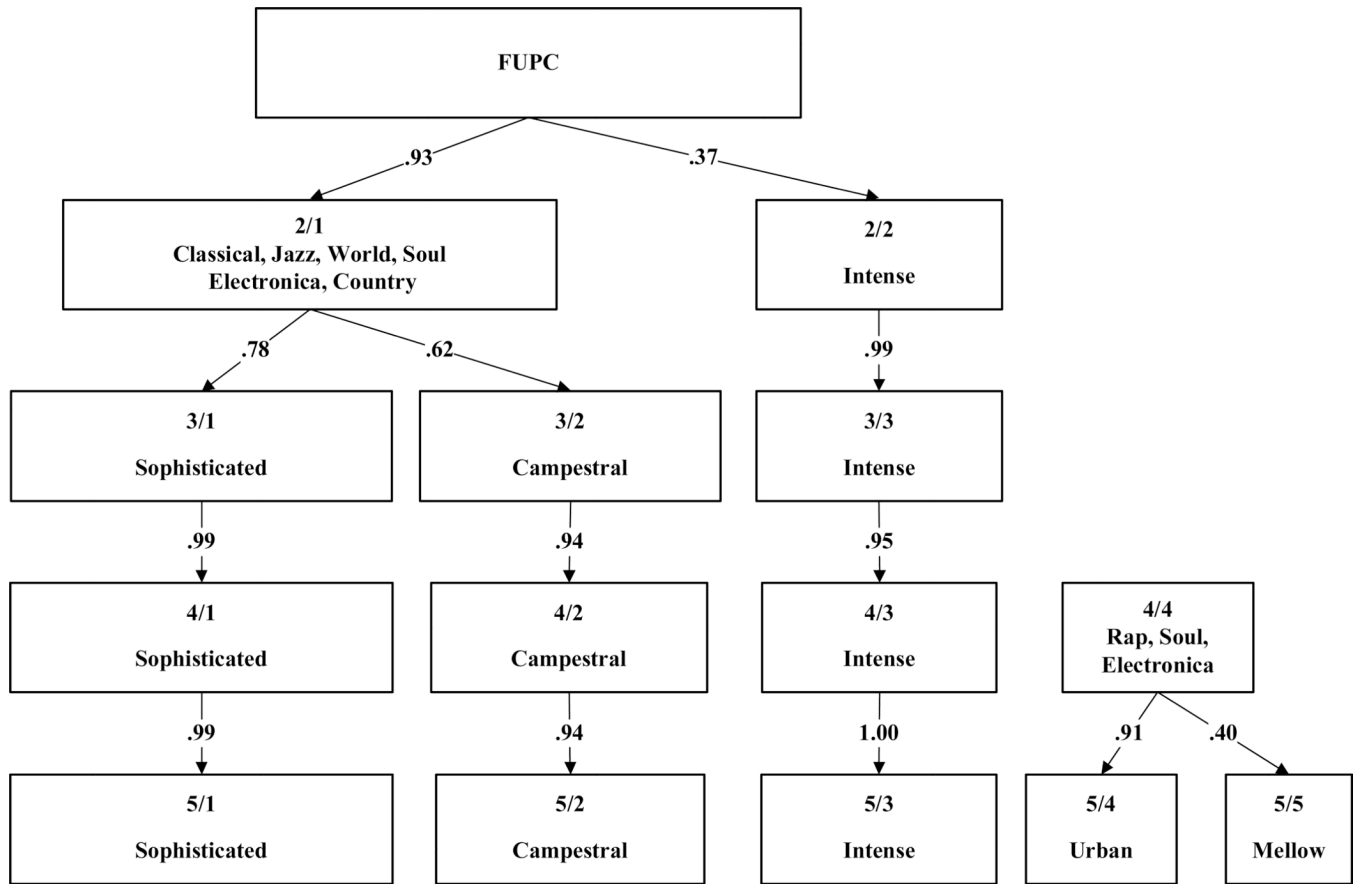 FUPC
.93
.37
2/1
Classical, Jazz, World, Soul
Electronica, Country
2/2
Intense
.78
.62
.99
3/1
Sophisticated
3/2
Campestral
3/3
Intense
.99
.94
.95
4/1
Sophisticated
4/2
Campestral
4/3
Intense
4/4
Rap, Soul,
Electronica
.99
.94
1.00
.91
.40
5/1
Sophisticated
5/2
Campestral
5/3
Intense
5/4
Urban
5/5
Mellow